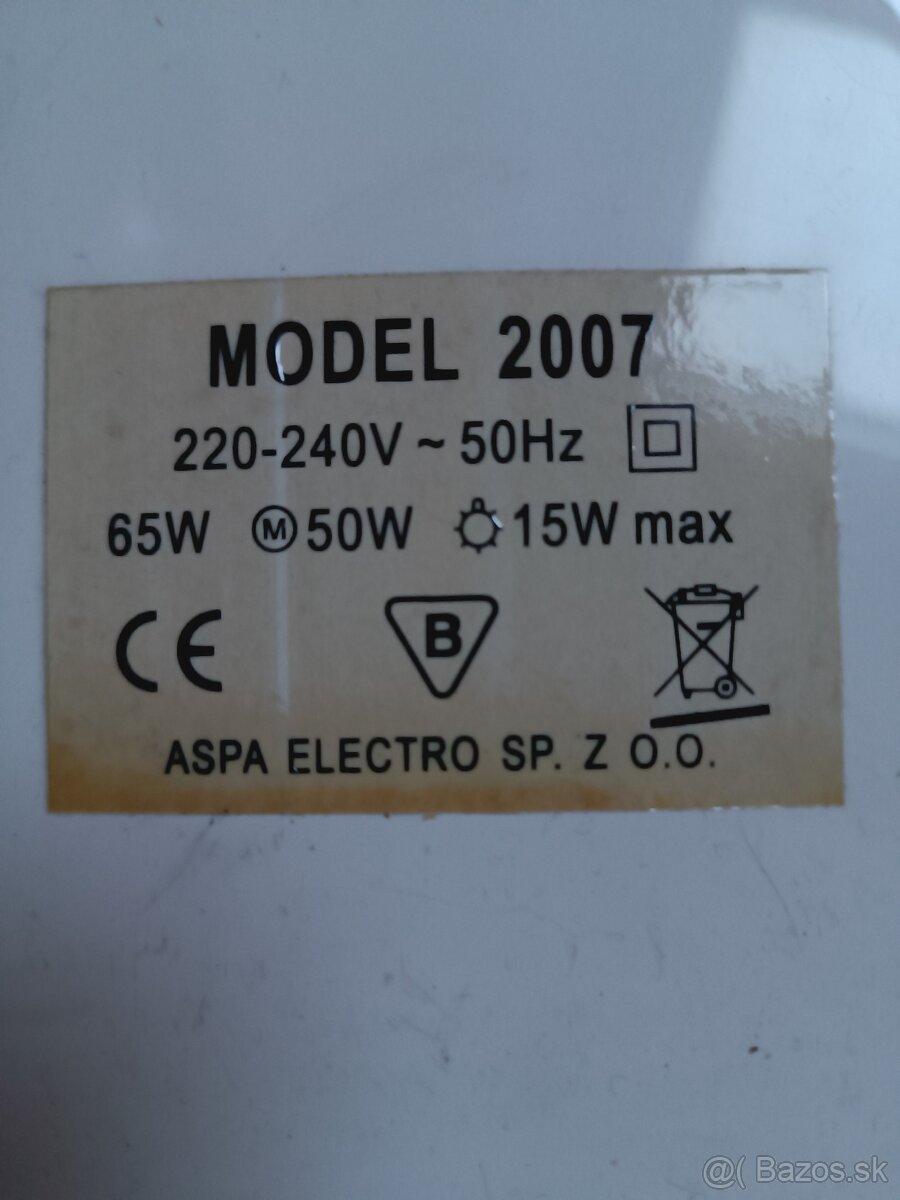 MODEL 2007
220-240V ~ 50Hz
65W M 50W 15W max
CE B
ASPA ELECTRO SP. Z O.O.
@( Bazos.sk